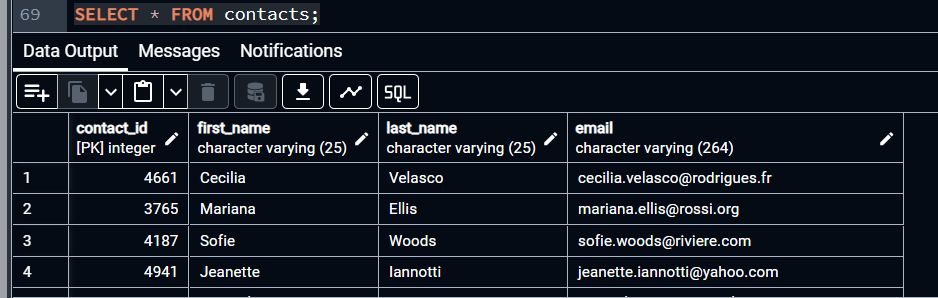 69 SELECT * FROM contacts;
Data Output Messages Notifications
SQL
contact_id first_name last_name email
[PK] integer character varying (25) character varying (25) character varying (264)
1 4661 Cecilia Velasco cecilia.velasco@rodrigues.fr
2 3765 Mariana Ellis mariana.ellis@rossi.org
3 4187 Sofie Woods sofie.woods@riviere.com
4 4941 Jeanette Iannotti jeanette.iannotti@yahoo.com